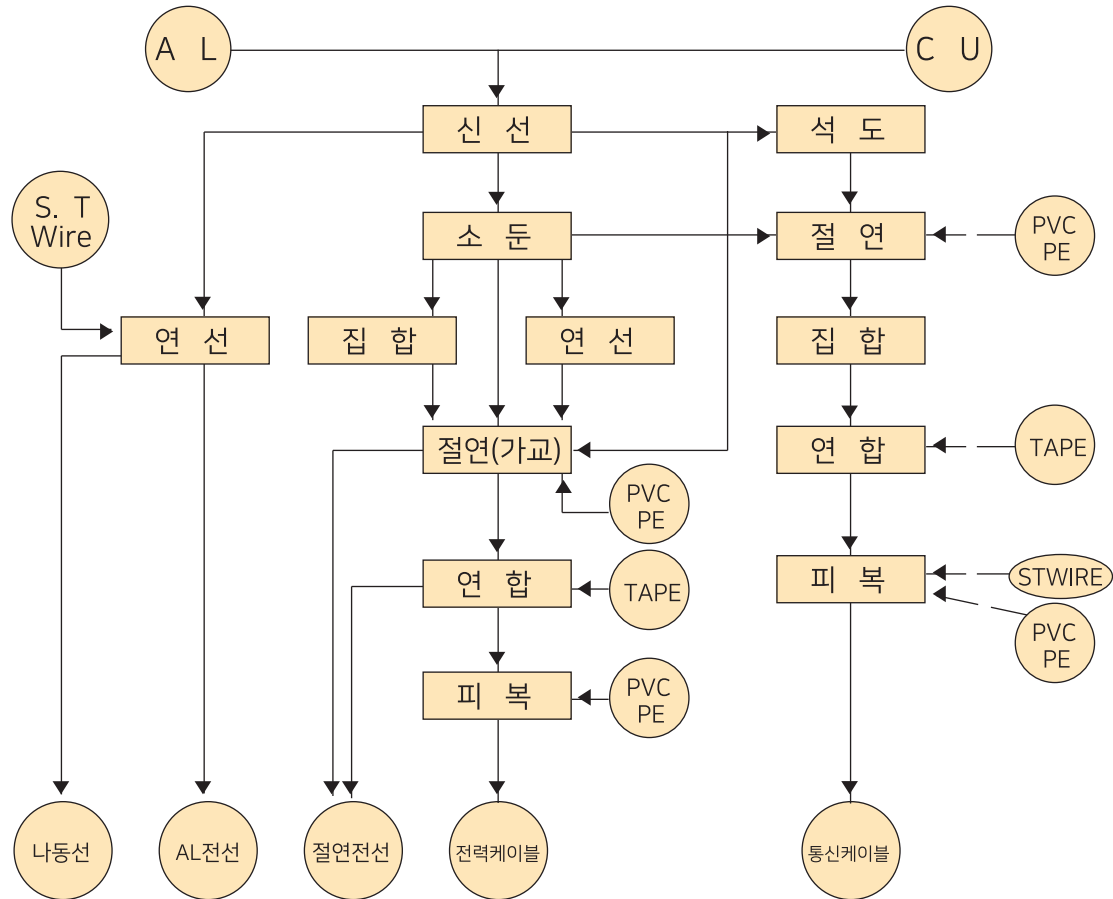 A L
C U
신 선
석 도
S. T
Wire
소 둔
절 연
PVC
PE
연 선
집 합
연 선
집 합
절연(가교)
연 합
TAPE
PVC
PE
연 합
TAPE
피 복
STWIRE
PVC
PE
피 복
PVC
PE
나동선
AL전선
절연전선
전력케이블
통신케이블